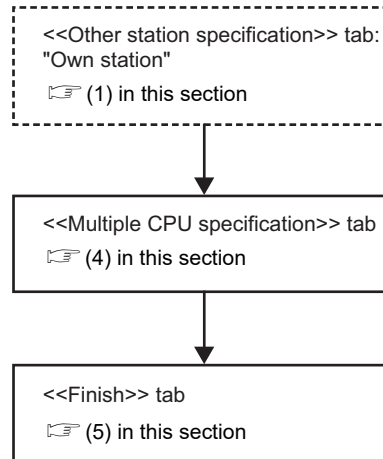 <<Other station specification>> tab:
"Own station"
☞ (1) in this section
<<Multiple CPU specification>> tab
☞ (4) in this section
<<Finish>> tab
☞ (5) in this section